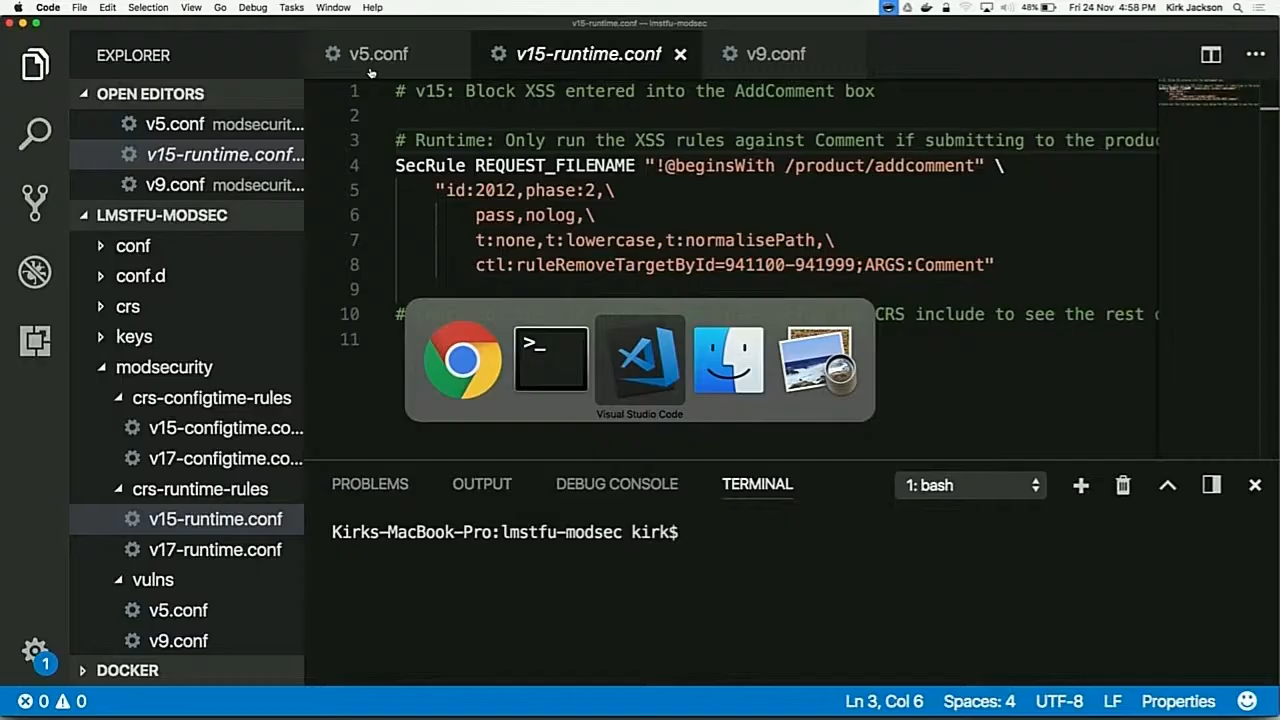 Code File Edit Selection View Go Debug Tasks Window Help 48% Fri 24 Nov 4:58 PM Kirk Jackson
v15-runtime.conf — lmstfu-modsec
EXPLORER
v5.conf
v15-runtime.conf
v9.conf
OPEN EDITORS
v5.conf modsecurit...
v15-runtime.conf...
v9.conf modsecurit...
LMSTFU-MODSEC
conf
conf.d
crs
keys
modsecurity
crs-configtime-rules
v15-configtime.co...
v17-configtime.co...
crs-runtime-rules
v15-runtime.conf
v17-runtime.conf
vulns
v5.conf
v9.conf
DOCKER
1 # v15: Block XSS entered into the AddComment box
2
3 # Runtime: Only run the XSS rules against Comment if submitting to the produc
4 SecRule REQUEST_FILENAME "!@beginsWith /product/addcomment" \
5 "id:2012,phase:2,\
6 pass,nolog,\
7 t:none,t:lowercase,t:normalisePath,\
8 ctl:ruleRemoveTargetById=941100-941999;ARGS:Comment"
9
10 # CRS include to see the rest
11
>_
Visual Studio Code
PROBLEMS OUTPUT DEBUG CONSOLE TERMINAL 1: bash
Kirks-MacBook-Pro:lmstfu-modsec kirk$
1
0 0 Ln 3, Col 6 Spaces: 4 UTF-8 LF Properties